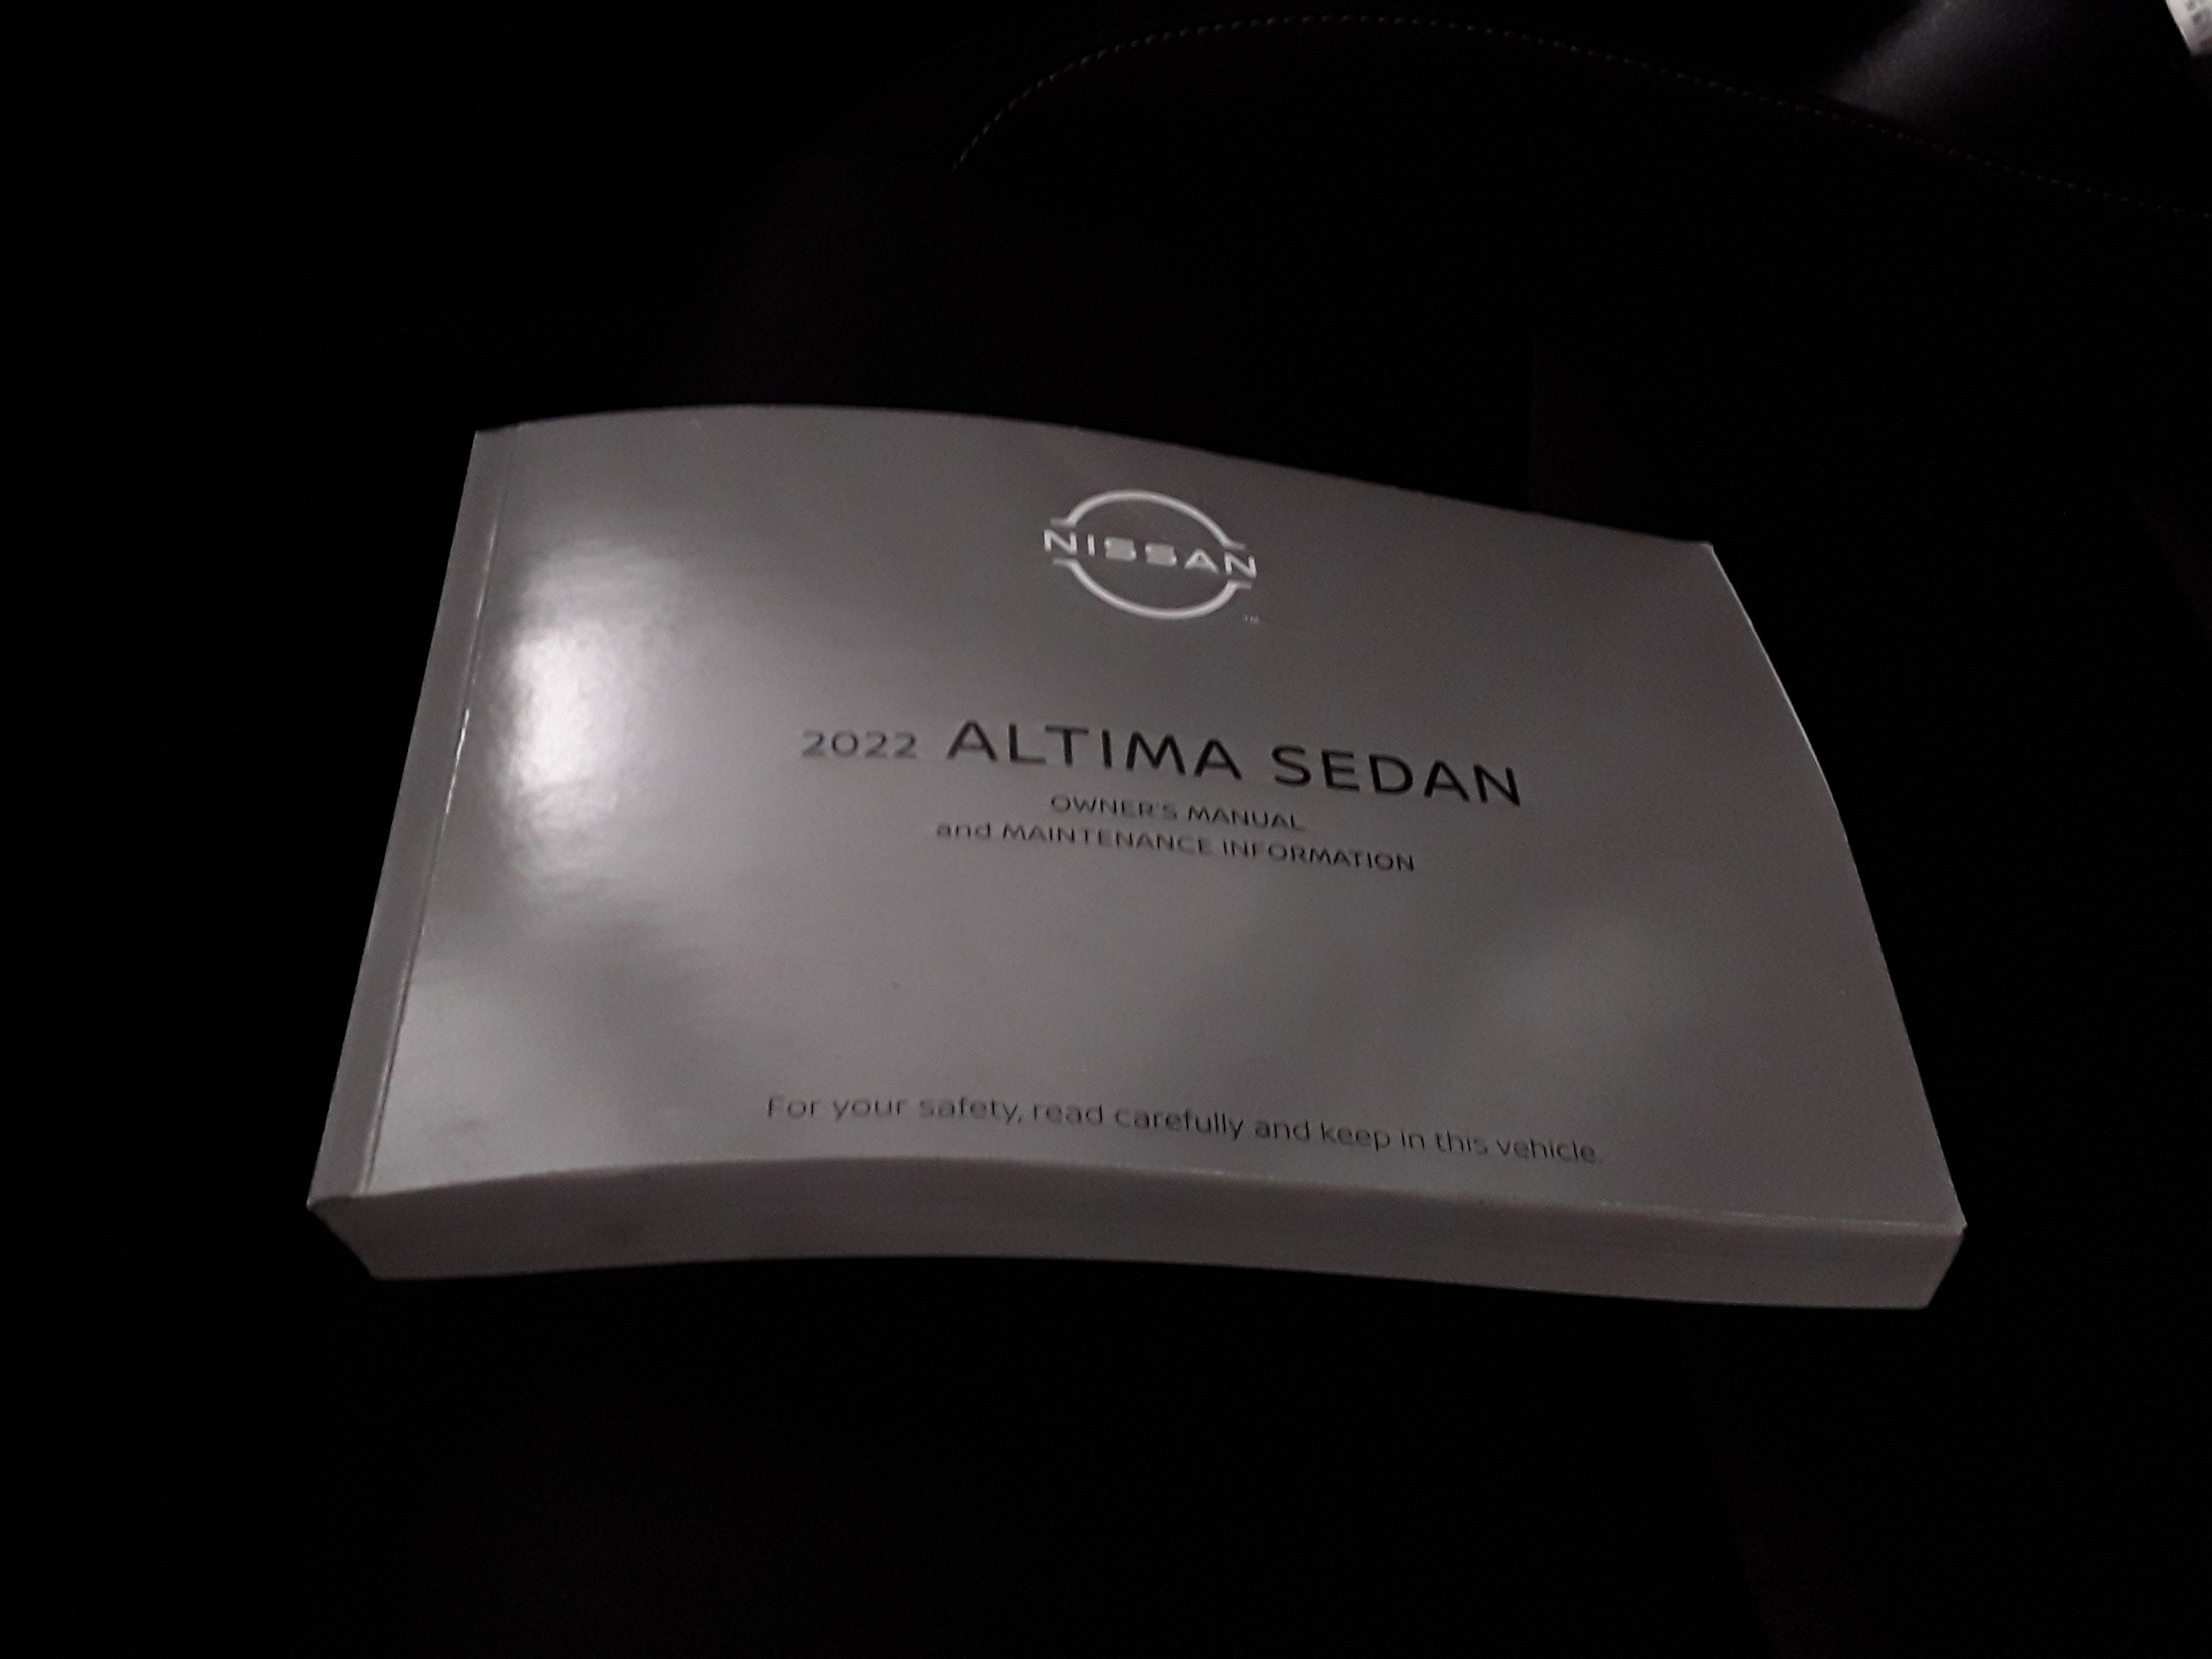 NISSAN
2022 ALTIMA SEDAN
OWNER'S MANUAL
and MAINTENANCE INFORMATION
For your safety, read carefully and keep in this vehicle.